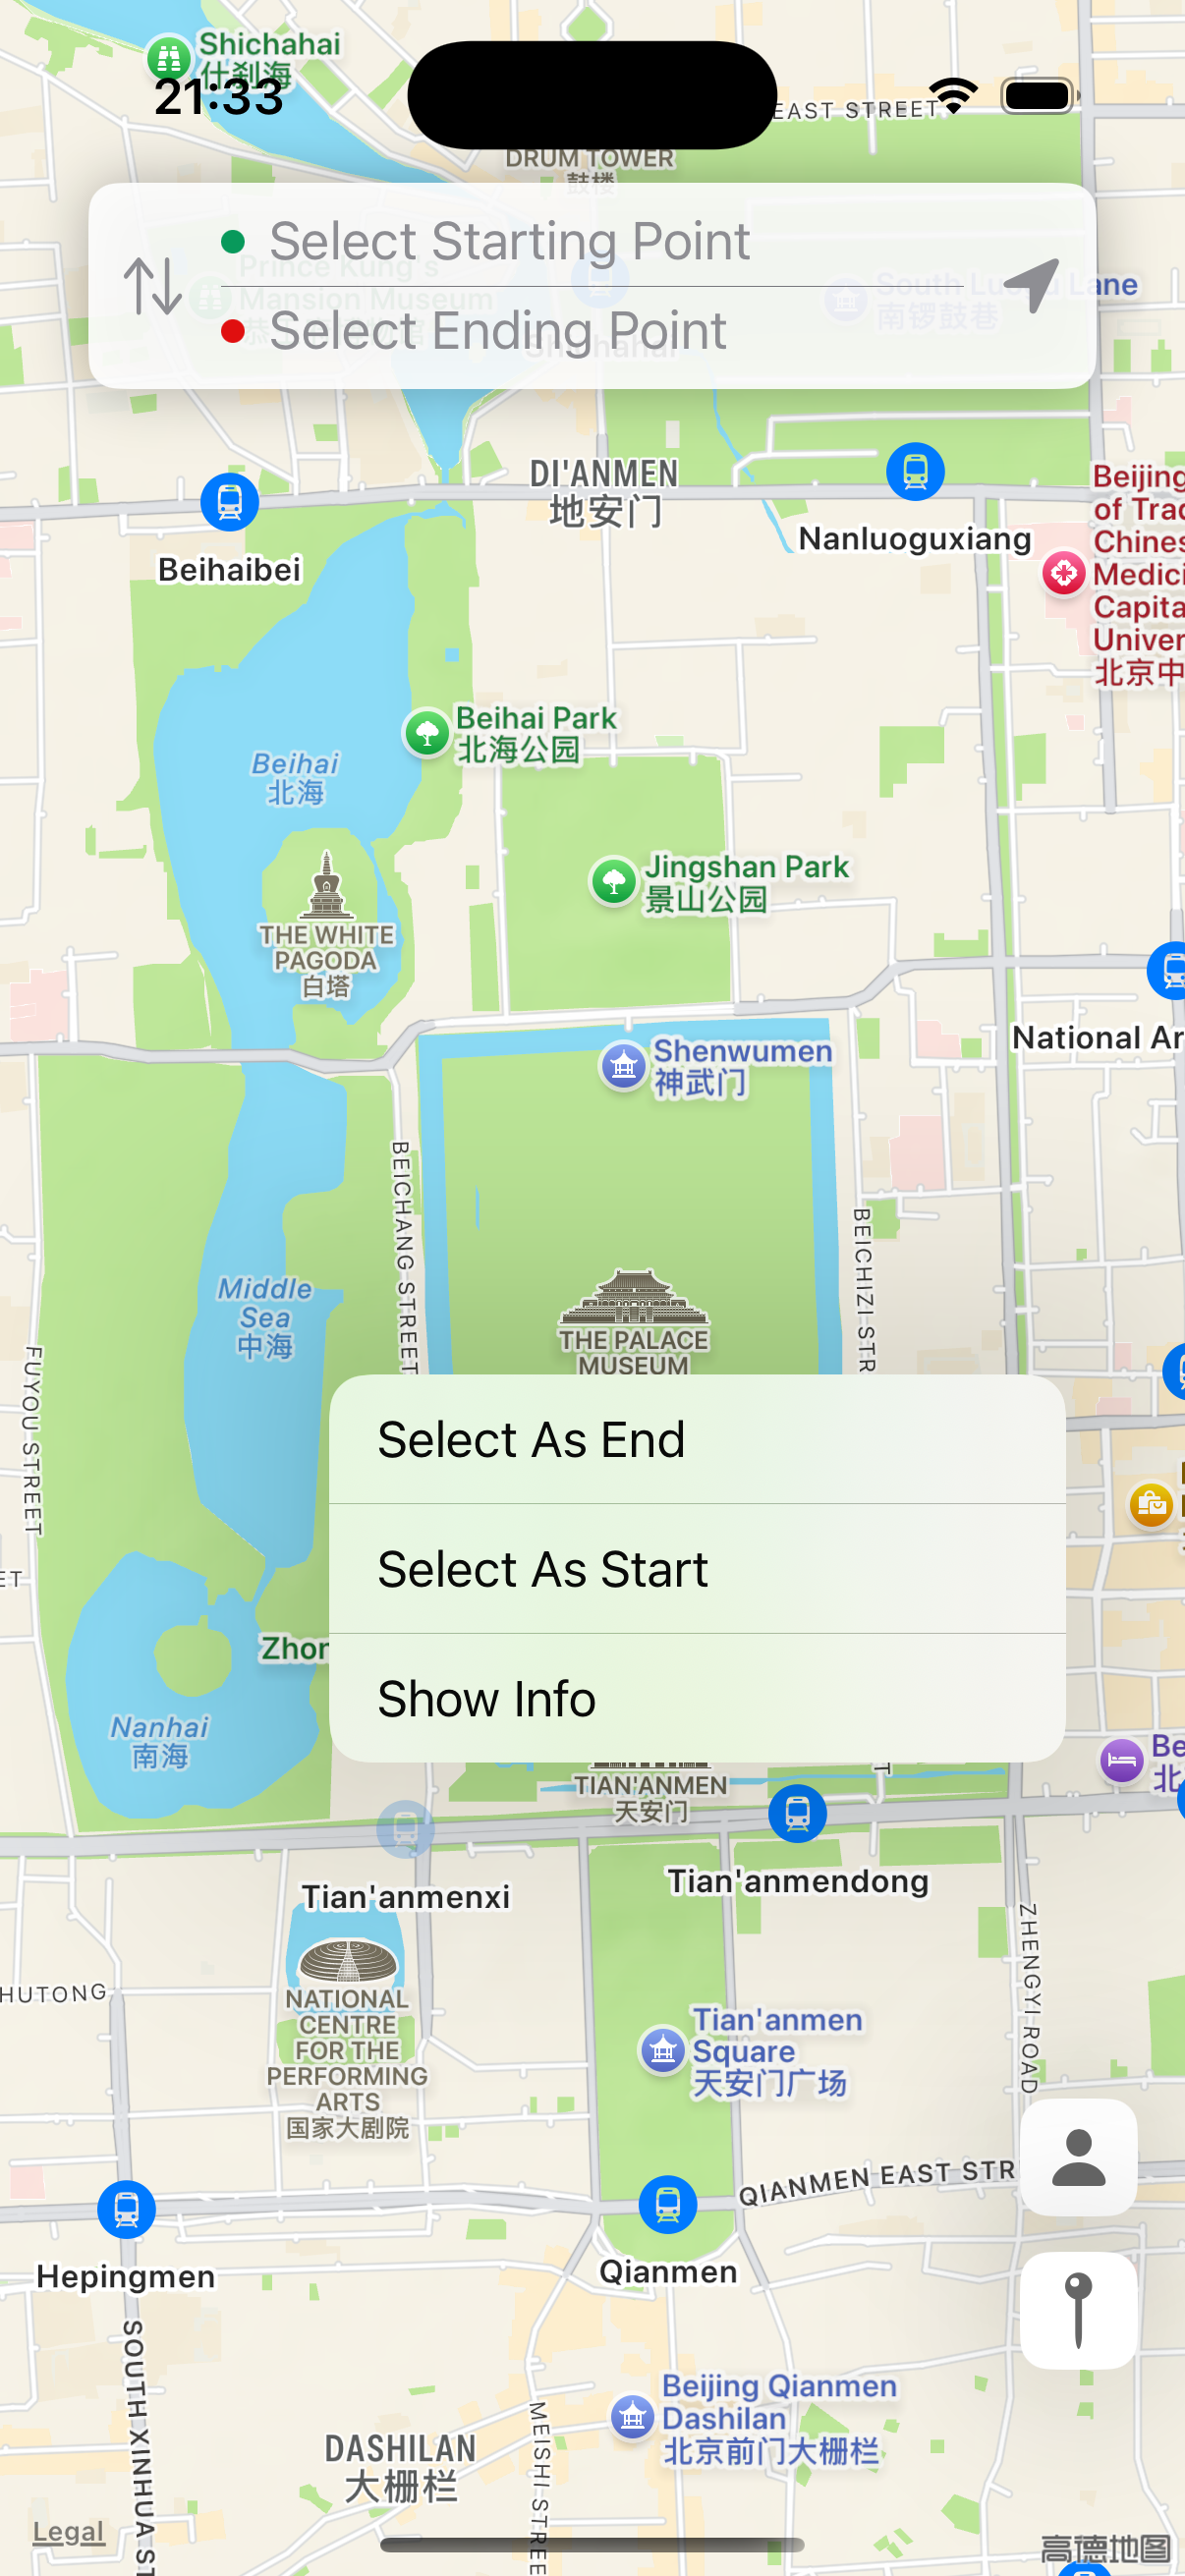 Shichahai
什刹海
21:33
EAST STREET
DRUM TOWER
鼓楼
Select Starting Point
Prince Kung's
Mansion Museum
South Luogu Lane
南锣鼓巷
Select Ending Point
Shichahai
DI'ANMEN
地安门
Nanluoguxiang
Beihaibei
Beijing
of Trad
Chines
Medici
Capita
Univer
北京中
Beihai Park
北海公园
Beihai
北海
Jingshan Park
景山公园
THE WHITE
PAGODA
白塔
National Ar
Shenwumen
神武门
BEICHANG STREET
BEICHIZI STR
Middle
Sea
中海
THE PALACE
MUSEUM
FUYOU STREET
Select As End
Select As Start
ET
Zhon
Show Info
Nanhai
南海
Be
北
TIAN'ANMEN
天安门
T
Tian'anmenxi
Tian'anmendong
ZHENGYI ROAD
HUTONG
NATIONAL
CENTRE
FOR THE
PERFORMING
ARTS
国家大剧院
Tian'anmen
Square
天安门广场
QIANMEN EAST STR
Hepingmen
Qianmen
SOUTH XINHUA ST
MEISHI STREE
Beijing Qianmen
Dashilan
北京前门大栅栏
DASHILAN
大栅栏
Legal
高德地图